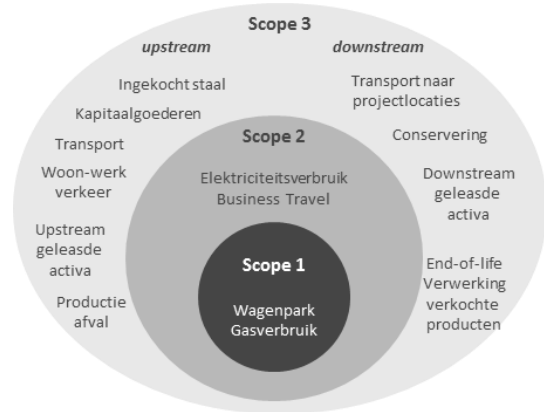 Scope 3
upstream
downstream
Ingekocht staal
Kapitaalgoederen
Transport
Woon-werk
verkeer
Upstream
geleasde
activa
Productie
afval
Transport naar
projectlocaties
Conservering
Downstream
geleasde
activa
End-of-life
Verwerking
verkochte
producten
Scope 2
Elektriciteitsverbruik
Business Travel
Scope 1
Wagenpark
Gasverbruik